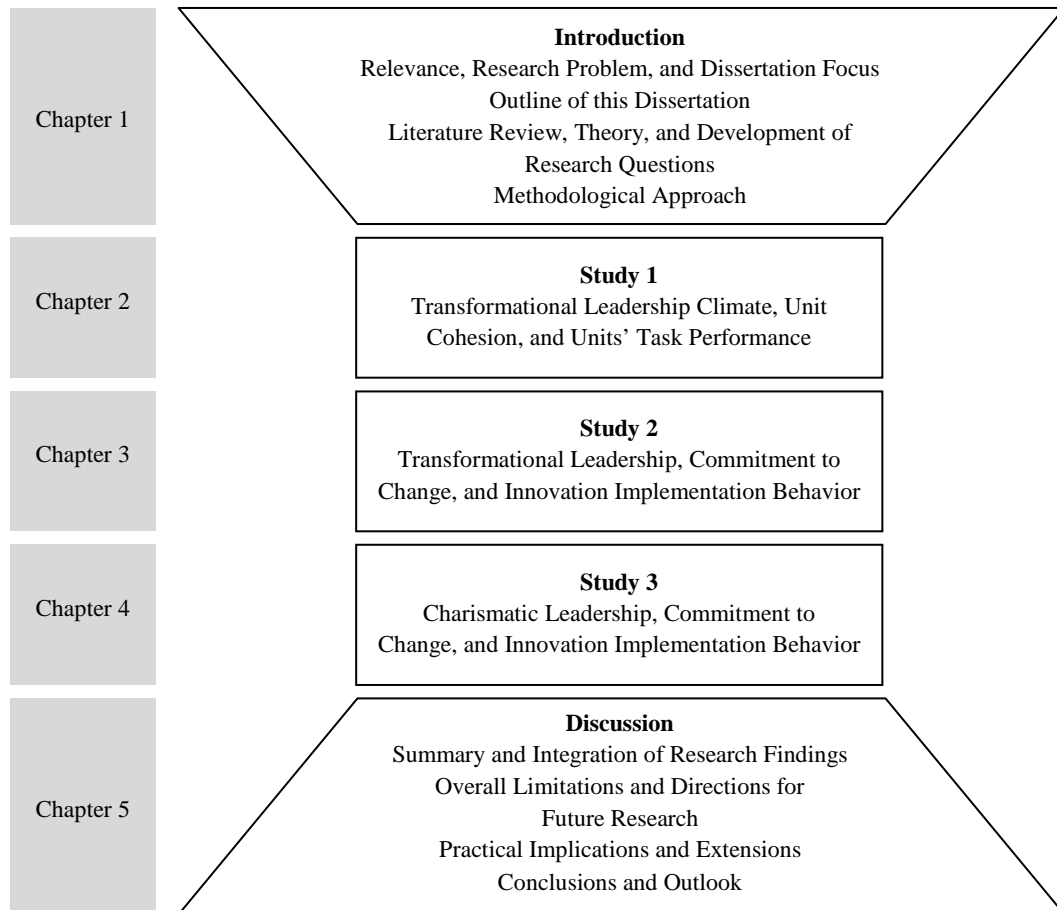 Chapter 1
Introduction
Relevance, Research Problem, and Dissertation Focus
Outline of this Dissertation
Literature Review, Theory, and Development of
Research Questions
Methodological Approach
Chapter 2
Study 1
Transformational Leadership Climate, Unit
Cohesion, and Units’ Task Performance
Chapter 3
Study 2
Transformational Leadership, Commitment to
Change, and Innovation Implementation Behavior
Chapter 4
Study 3
Charismatic Leadership, Commitment to
Change, and Innovation Implementation Behavior
Chapter 5
Discussion
Summary and Integration of Research Findings
Overall Limitations and Directions for
Future Research
Practical Implications and Extensions
Conclusions and Outlook